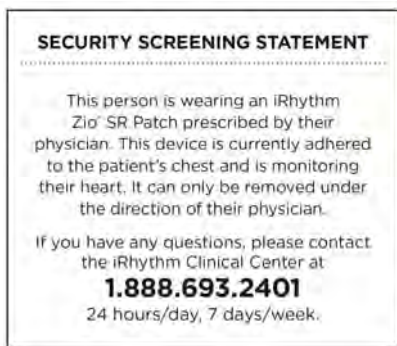 SECURITY SCREENING STATEMENT
This person is wearing an iRhythm
Zio® SR Patch prescribed by their
physician. This device is currently adhered
to the patient's chest and is monitoring
their heart. It can only be removed under
the direction of their physician.
If you have any questions, please contact
the iRhythm Clinical Center at
1.888.693.2401
24 hours/day, 7 days/week.